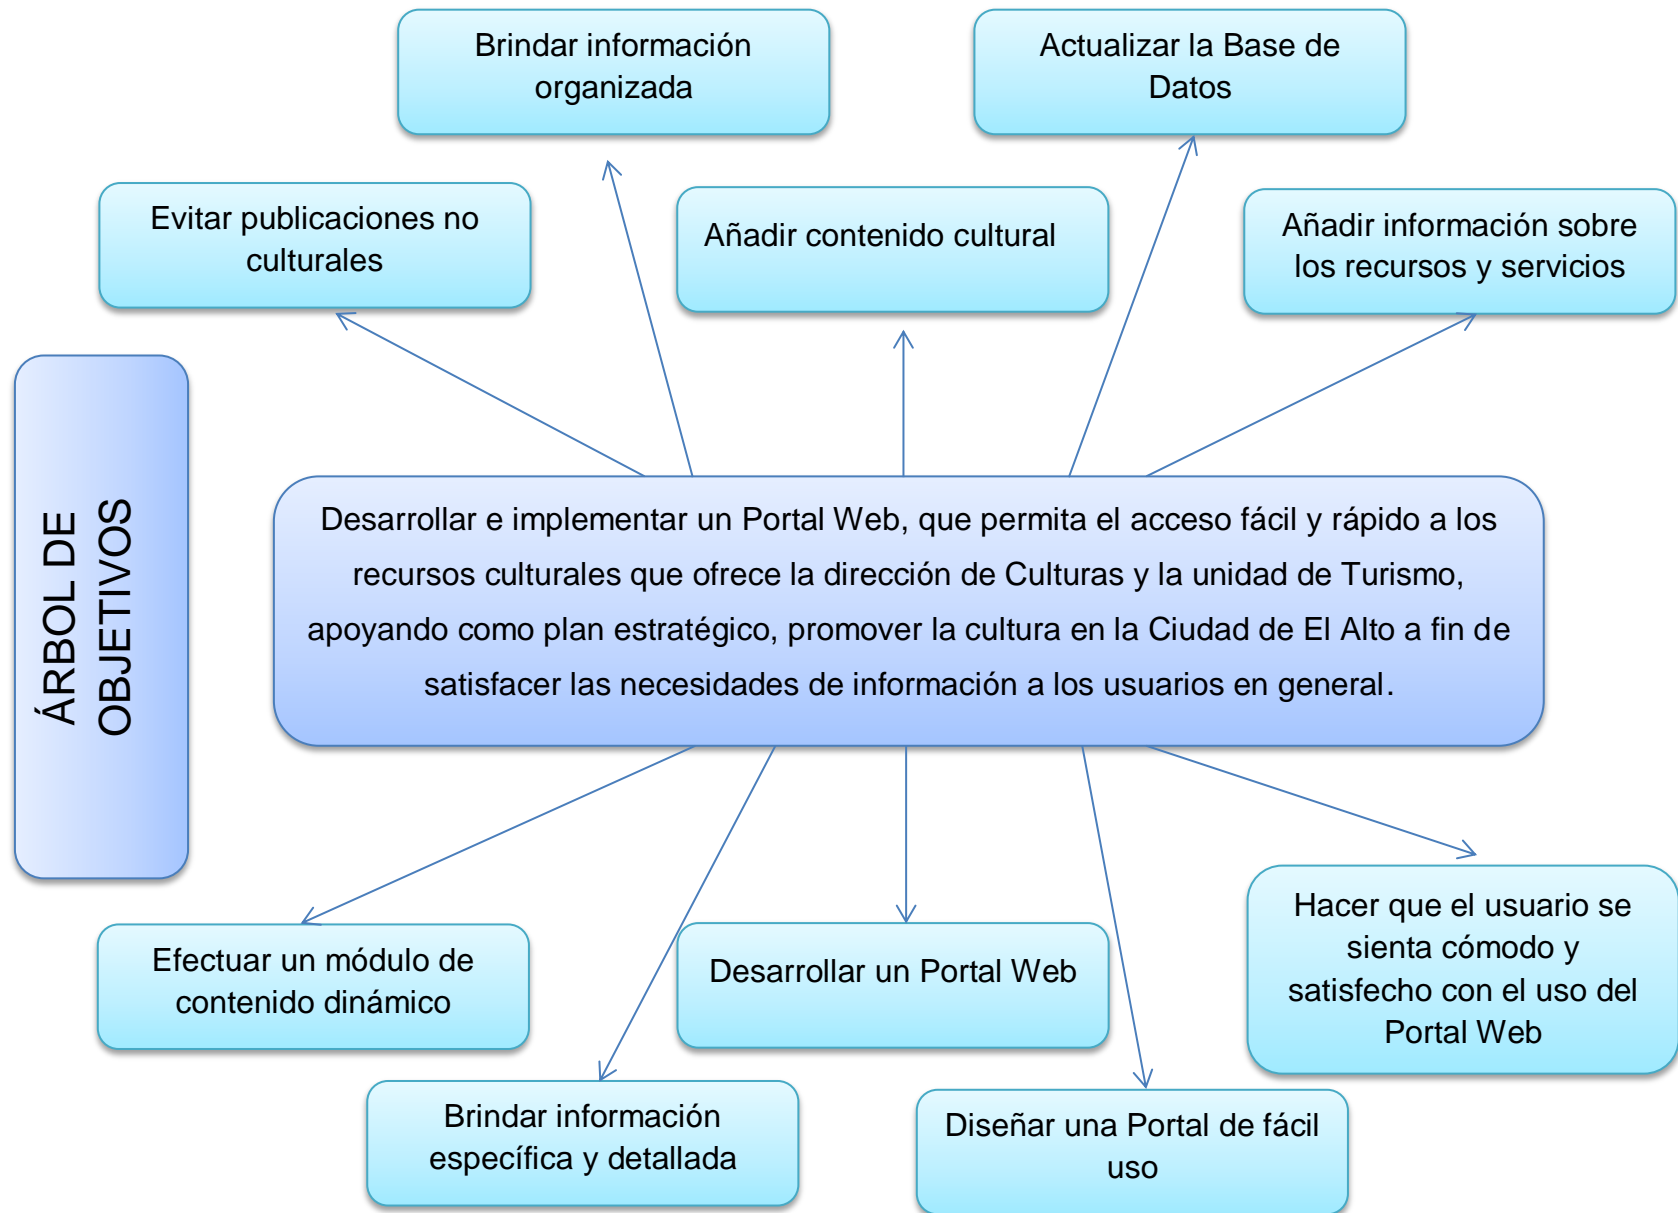 Brindar información
organizada
Actualizar la Base de
Datos
Evitar publicaciones no
culturales
Añadir contenido cultural
Añadir información sobre
los recursos y servicios
ÁRBOL DE
OBJETIVOS
Desarrollar e implementar un Portal Web, que permita el acceso fácil y rápido a los
recursos culturales que ofrece la dirección de Culturas y la unidad de Turismo,
apoyando como plan estratégico, promover la cultura en la Ciudad de El Alto a fin de
satisfacer las necesidades de información a los usuarios en general.
Efectuar un módulo de
contenido dinámico
Desarrollar un Portal Web
Hacer que el usuario se
sienta cómodo y
satisfecho con el uso del
Portal Web
Brindar información
específica y detallada
Diseñar una Portal de fácil
uso